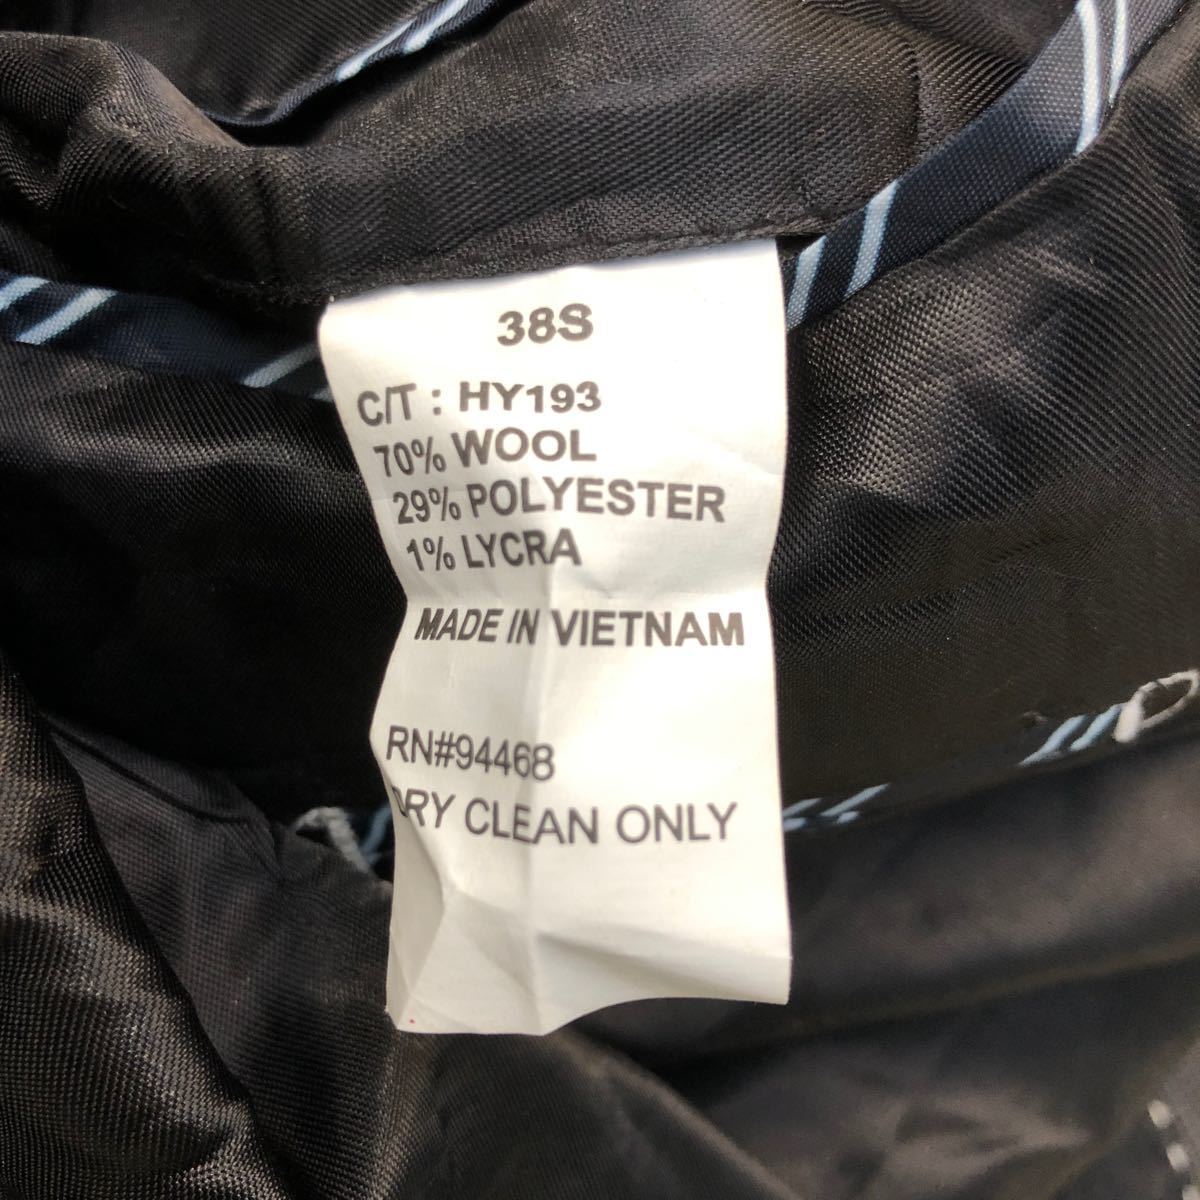 38S
C/T : HY193
70% WOOL
29% POLYESTER
1% LYCRA
MADE IN VIETNAM
RN#94468
DRY CLEAN ONLY